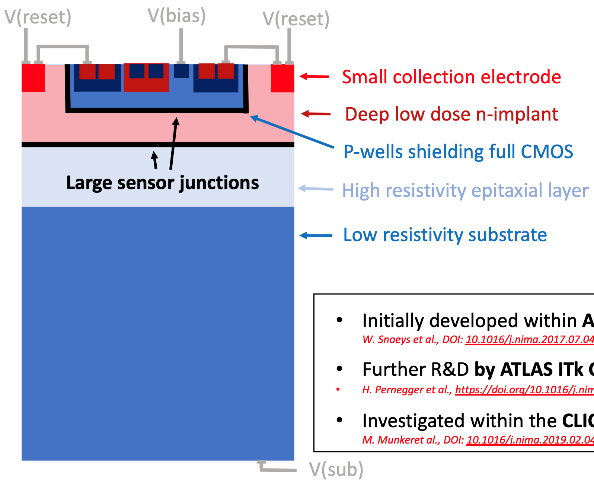 V(reset) V(bias) V(reset)
Small collection electrode
Deep low dose n-implant
P-wells shielding full CMOS
Large sensor junctions
High resistivity epitaxial layer
Low resistivity substrate
• Initially developed within
W. Snoeys et al., DOI: 10.1016/j.nima.2017.07.04
• Further R&D by ATLAS ITk
• H. Pernegger et al., https://doi.org/10.1016/j.nim
• Investigated within the CLIC
M. Munkeret al., DOI: 10.1016/j.nima.2019.02.04
V(sub)